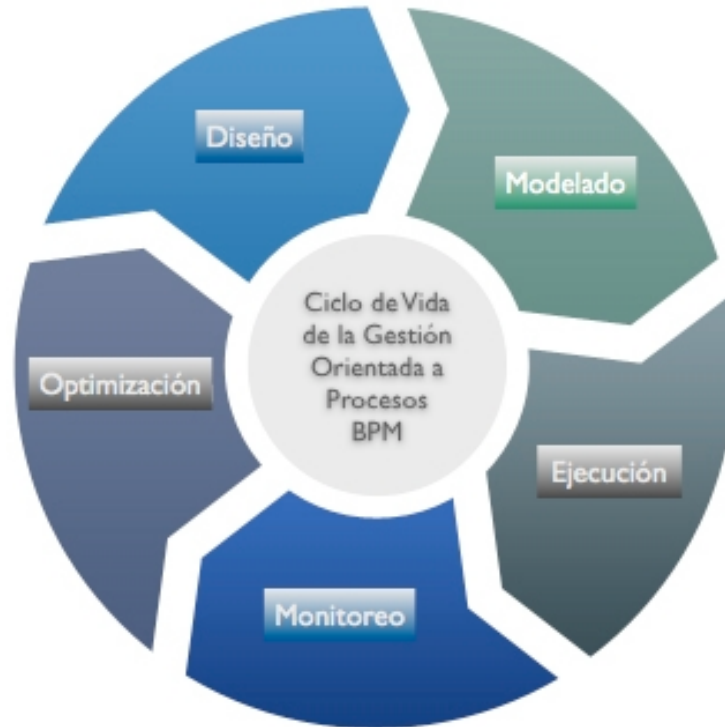 Diseño
Modelado
Ciclo de Vida
de la Gestión
Orientada a
Procesos
BPM
Optimización
Ejecución
Monitoreo